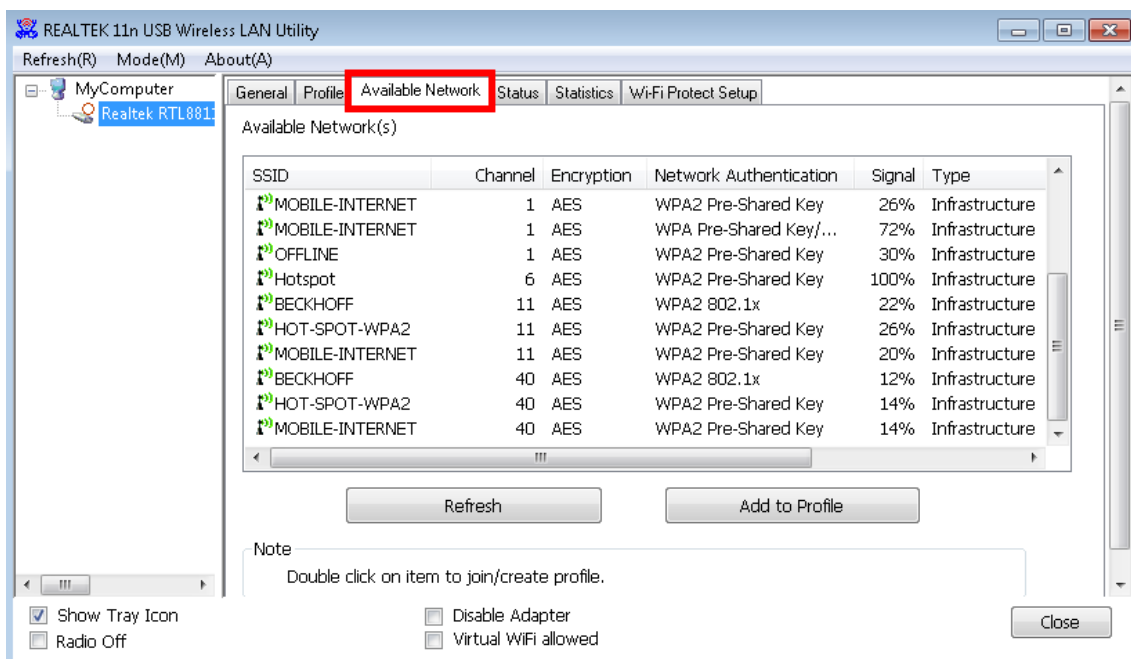 REALTEK 11n USB Wireless LAN Utility
Refresh(R) Mode(M) About(A)
MyComputer
Realtek RTL881
General Profile Available Network Status Statistics Wi-Fi Protect Setup
Available Network(s)
SSID Channel Encryption Network Authentication Signal Type
MOBILE-INTERNET 1 AES WPA2 Pre-Shared Key 26% Infrastructure
MOBILE-INTERNET 1 AES WPA Pre-Shared Key/... 72% Infrastructure
OFFLINE 1 AES WPA2 Pre-Shared Key 30% Infrastructure
Hotspot 6 AES WPA2 Pre-Shared Key 100% Infrastructure
BECKHOFF 11 AES WPA2 802.1x 22% Infrastructure
HOT-SPOT-WPA2 11 AES WPA2 Pre-Shared Key 26% Infrastructure
MOBILE-INTERNET 11 AES WPA2 Pre-Shared Key 20% Infrastructure
BECKHOFF 40 AES WPA2 802.1x 12% Infrastructure
HOT-SPOT-WPA2 40 AES WPA2 Pre-Shared Key 14% Infrastructure
MOBILE-INTERNET 40 AES WPA2 Pre-Shared Key 14% Infrastructure
Refresh Add to Profile
Note
Double click on item to join/create profile.
Show Tray Icon Disable Adapter Close
Radio Off Virtual WiFi allowed